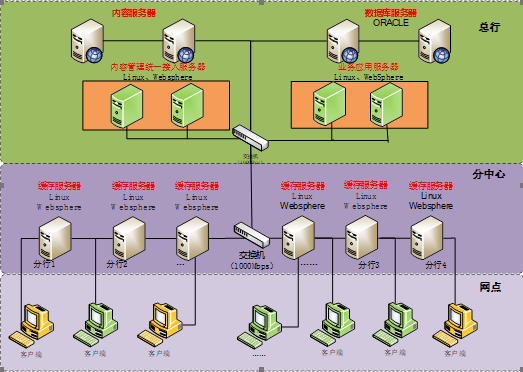 内容服务器
数据库服务器
ORACLE
总行
内容管理统一接入服务器
Linux、Websphere
业务应用服务器
Linux、WebSphere
交换机
分中心
缓存服务器
Linux
Websphere
缓存服务器
Linux
Websphere
缓存服务器
Linux
Websphere
缓存服务器
Linux
Websphere
缓存服务器
Linux
Websphere
缓存服务器
Linux
Websphere
分行1
分行2
...
交换机
(1000Mbps)
......
分行3
分行4
网点
客户端
客户端
客户端
......
客户端
客户端
客户端